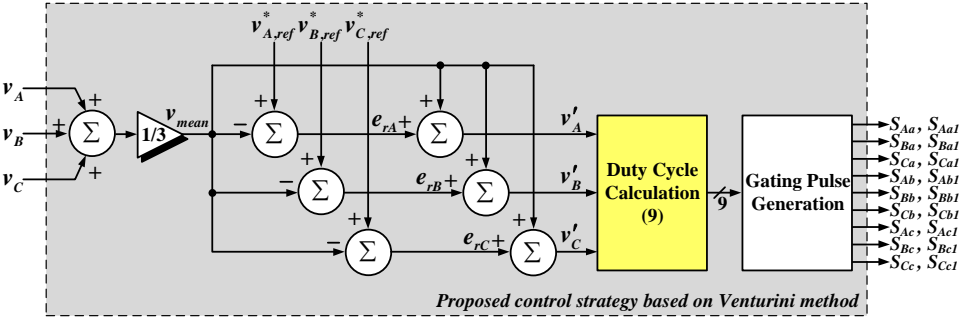 v*A,ref v*B,ref v*C,ref
vA
vB
vC
+
+
+
Σ
1/3
vmean
−
+
Σ
erA
+
+
Σ
v′A
−
+
Σ
erB
+
+
Σ
v′B
−
+
Σ
erC
+
+
Σ
v′C
Duty Cycle
Calculation
(9)
9
Gating Pulse
Generation
SAa, SAa1
SBa, SBa1
SCa, SCa1
SAb, SAb1
SBb, SBb1
SCb, SCb1
SAc, SAc1
SBc, SBc1
SCc, SCc1
Proposed control strategy based on Venturini method